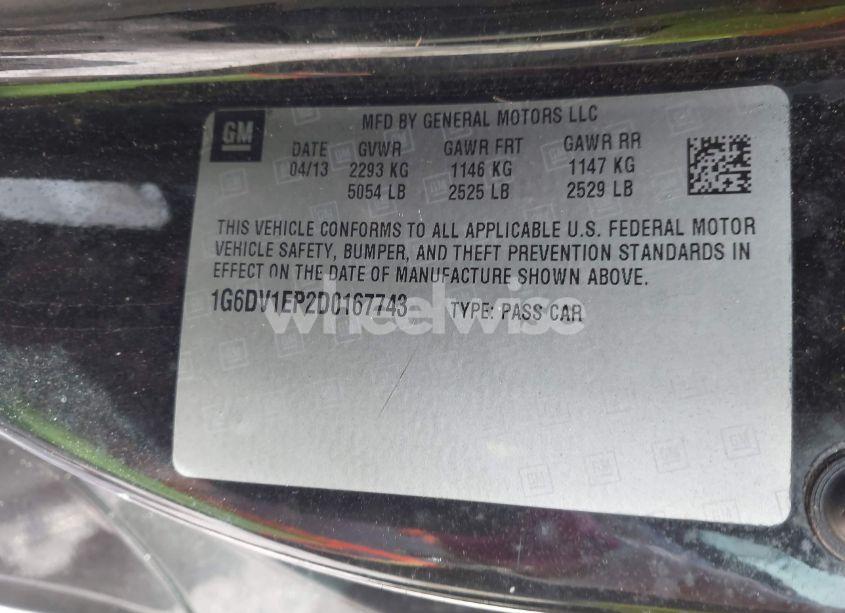 GM
MFD BY GENERAL MOTORS LLC
DATE GVWR GAWR FRT GAWR RR
04/13 2293 KG 1146 KG 1147 KG
5054 LB 2525 LB 2529 LB
THIS VEHICLE CONFORMS TO ALL APPLICABLE U.S. FEDERAL MOTOR
VEHICLE SAFETY, BUMPER, AND THEFT PREVENTION STANDARDS IN
EFFECT ON THE DATE OF MANUFACTURE SHOWN ABOVE.
1G6DV1EP2D0167743 TYPE: PASS CAR
wheelwise